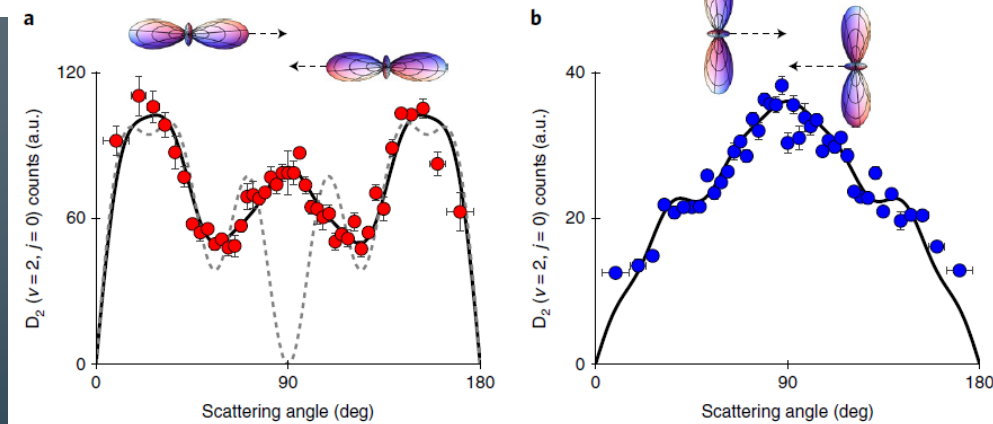 a
120
60
0
D₂ (v = 2, j = 0) counts (a.u.)
0 90 180
Scattering angle (deg)
b
40
20
0
D₂ (v = 2, j = 0) counts (a.u.)
0 90 180
Scattering angle (deg)